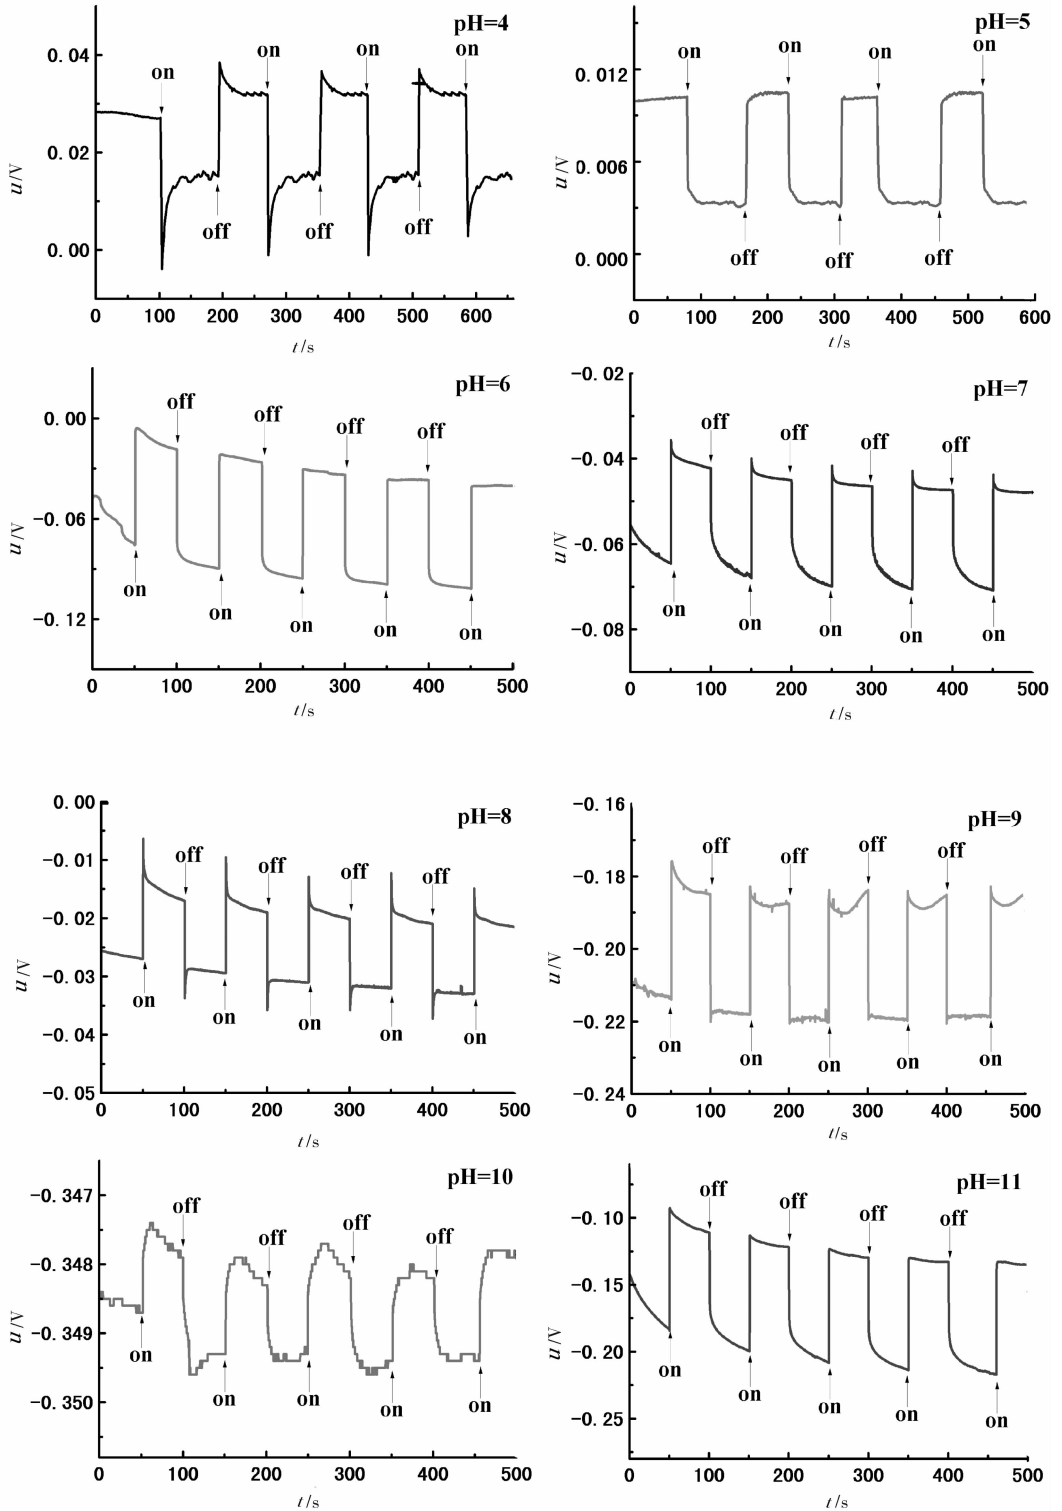 pH=4
0.04
0.02
0.00
u/V
on
on
on
on
off
off
off
0 100 200 300 400 500 600
t/s
pH=5
0.012
0.006
0.000
u/V
on
on
on
on
off
off
off
0 100 200 300 400 500 600
t/s
pH=6
0.00
−0.06
−0.12
u/V
off
off
off
off
on
on
on
on
on
0 100 200 300 400 500
t/s
pH=7
−0.02
−0.04
−0.06
−0.08
u/V
off
off
off
off
on
on
on
on
on
0 100 200 300 400 500
t/s
pH=8
0.00
−0.01
−0.02
−0.03
−0.04
−0.05
u/V
off
off
off
off
on
on
on
on
on
0 100 200 300 400 500
t/s
pH=9
−0.16
−0.18
−0.20
−0.22
−0.24
u/V
off
off
off
off
on
on
on
on
on
0 100 200 300 400 500
t/s
pH=10
−0.347
−0.348
−0.349
−0.350
u/V
off
off
off
off
on
on
on
on
on
0 100 200 300 400 500
t/s
pH=11
−0.10
−0.15
−0.20
−0.25
u/V
off
off
off
off
on
on
on
on
on
0 100 200 300 400 500
t/s